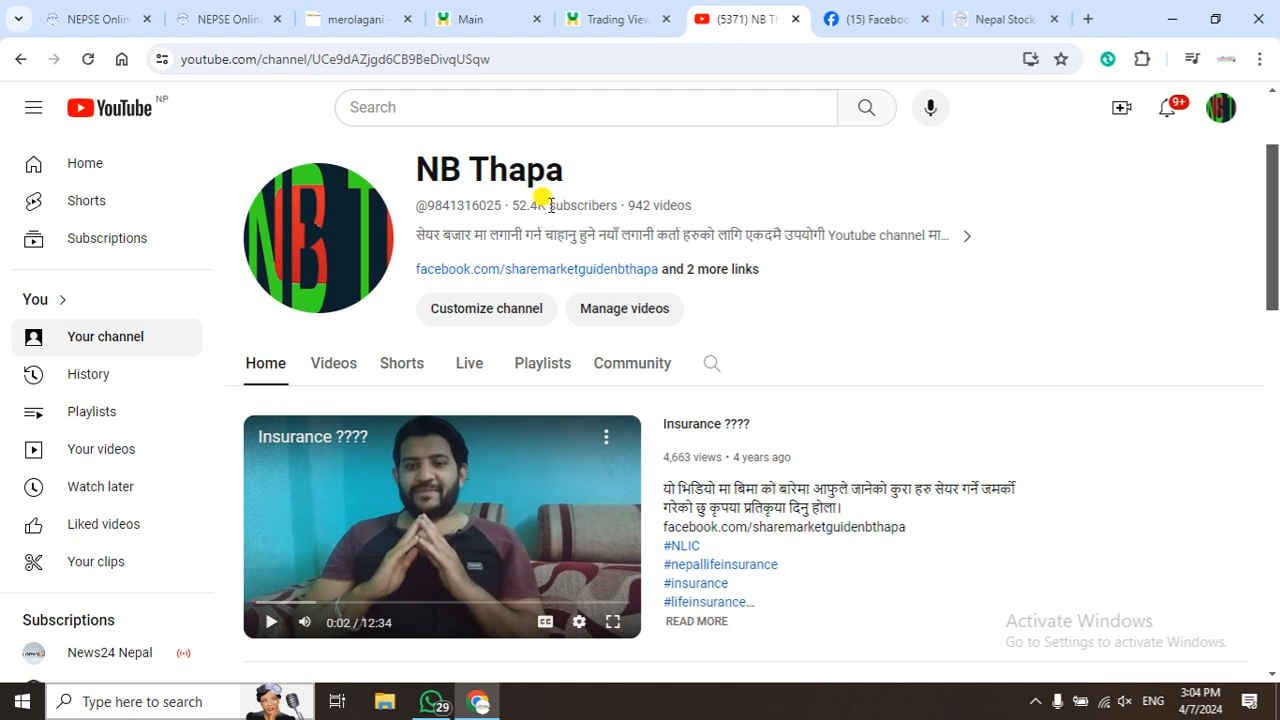 NEPSE Onlin
NEPSE Onlin
merolagani -
Main
Trading View
(5371) NB Th
(15) Faceboo
Nepal Stock
youtube.com/channel/UCe9dAZjgd6CB9BeDivqUSqw
YouTube NP
Search
9+
Home
Shorts
Subscriptions
You
Your channel
History
Playlists
Your videos
Watch later
Liked videos
Your clips
Subscriptions
News24 Nepal
NB T
NB Thapa
@9841316025 · 52.4K subscribers · 942 videos
सेयर बजार मा लगानी गर्न चाहानु हुने नयाँ लगानी कर्ता हरुको लागि एकदमै उपयोगी Youtube channel मा...
facebook.com/sharemarketguidenbthapa and 2 more links
Customize channel Manage videos
Home Videos Shorts Live Playlists Community
Insurance ????
0:02 / 12:34
Insurance ????
4,663 views · 4 years ago
यो भिडियो मा बिमा को बारेमा आफुले जानेको कुरा हरु सेयर गर्ने जमर्को
गरेको छु कृपया प्रतिकृया दिनु होला।
facebook.com/sharemarketguidenbthapa
#NLIC
#nepallifeinsurance
#insurance
#lifeinsurance...
READ MORE
Activate Windows
Go to Settings to activate Windows.
Type here to search
29
ENG
3:04 PM
4/7/2024